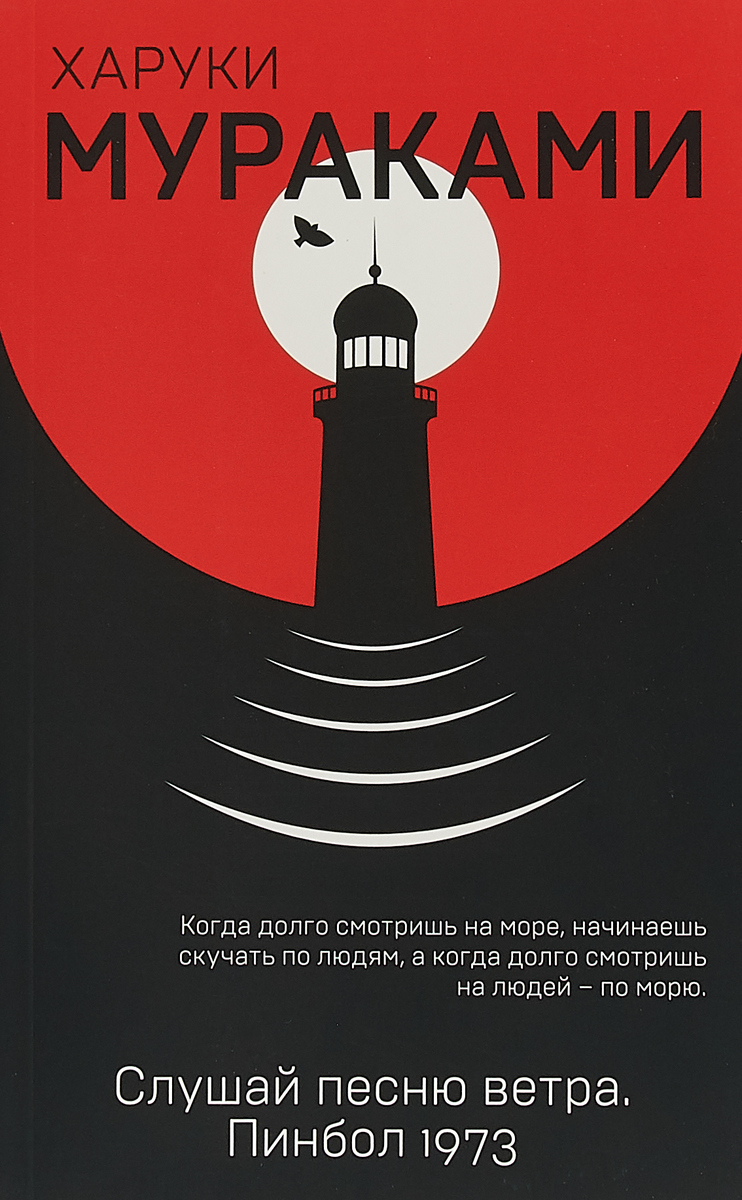 ХАРУКИ
МУРАКАМИ
Когда долго смотришь на море, начинаешь
скучать по людям, а когда долго смотришь
на людей – по морю.
Слушай песню ветра.
Пинбол 1973